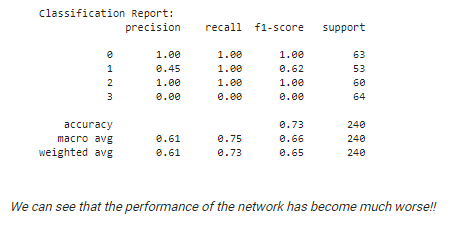 Classification Report:
precision recall f1-score support
0 1.00 1.00 1.00 63
1 0.45 1.00 0.62 53
2 1.00 1.00 1.00 60
3 0.00 0.00 0.00 64
accuracy 0.73 240
macro avg 0.61 0.75 0.66 240
weighted avg 0.61 0.73 0.65 240
We can see that the performance of the network has become much worse!!